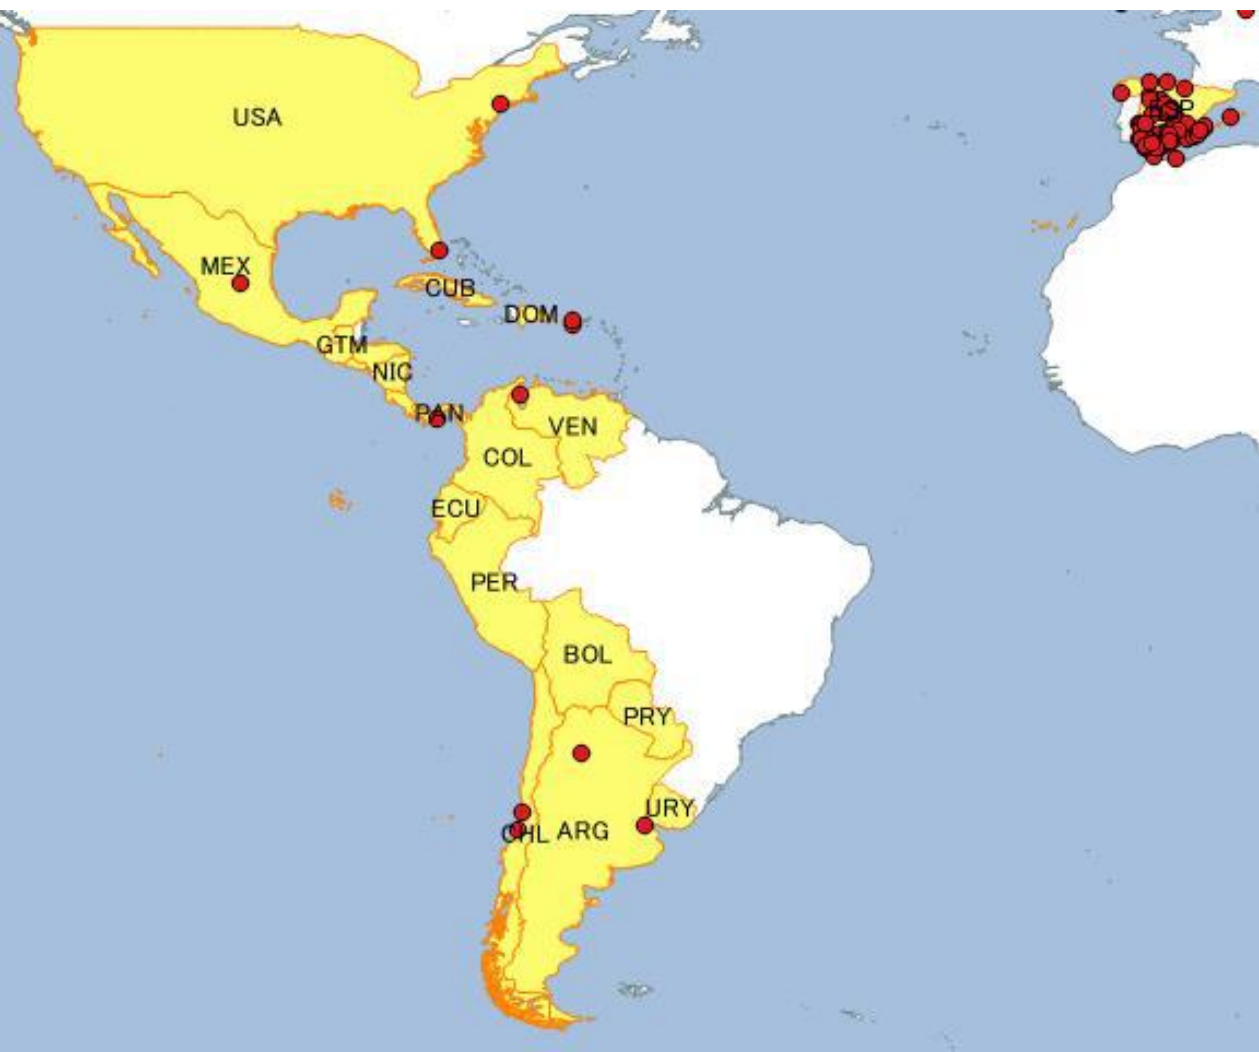 USA
MEX
CUB
DOM
GTM
NIC
PAN
VEN
COL
ECU
PER
BOL
PRY
URY
CHL
ARG